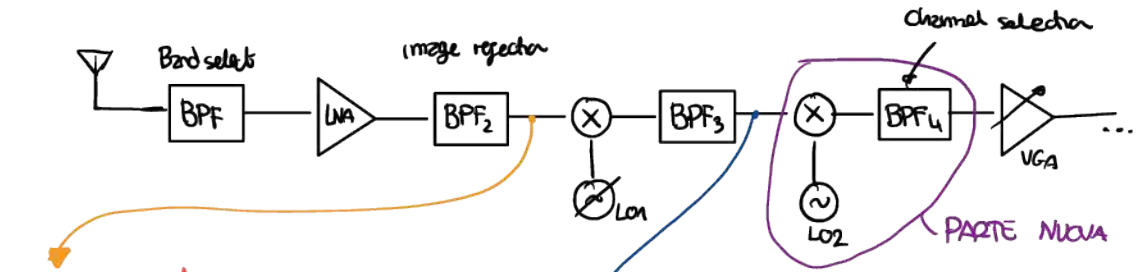 Channel selection
Band select
image rejection
BPF
LNA
BPF2
X
BPF3
X
BPF4
...
VGA
~
LO1
~
LO2
PARTE NUOVA